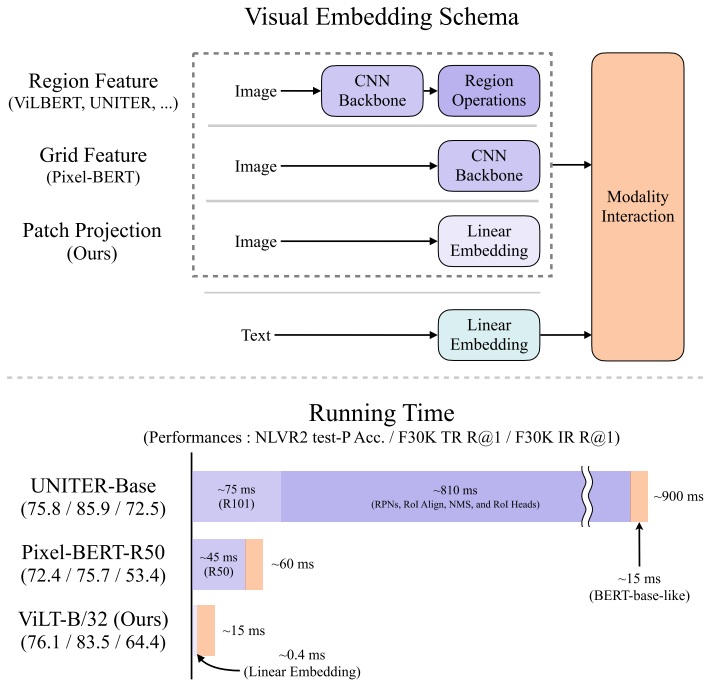 Visual Embedding Schema
Region Feature
(ViLBERT, UNITER, ...)
Image
CNN
Backbone
Region
Operations
Grid Feature
(Pixel-BERT)
Image
CNN
Backbone
Patch Projection
(Ours)
Image
Linear
Embedding
Modality
Interaction
Text
Linear
Embedding
Running Time
(Performances : NLVR2 test-P Acc. / F30K TR R@1 / F30K IR R@1)
UNITER-Base
(75.8 / 85.9 / 72.5)
~75 ms
(R101)
~810 ms
(RPNs, RoI Align, NMS, and RoI Heads)
~900 ms
~15 ms
(BERT-base-like)
Pixel-BERT-R50
(72.4 / 75.7 / 53.4)
~45 ms
(R50)
~60 ms
ViLT-B/32 (Ours)
(76.1 / 83.5 / 64.4)
~15 ms
~0.4 ms
(Linear Embedding)